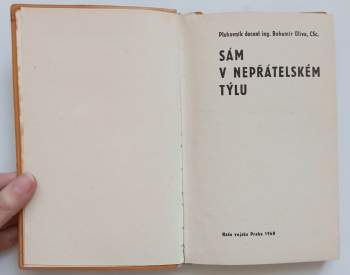 Plukovník docent ing. Bohumír Oliva, CSc.
SÁM
V NEPŘÁTELSKÉM
TÝLU
Naše vojsko Praha 1968